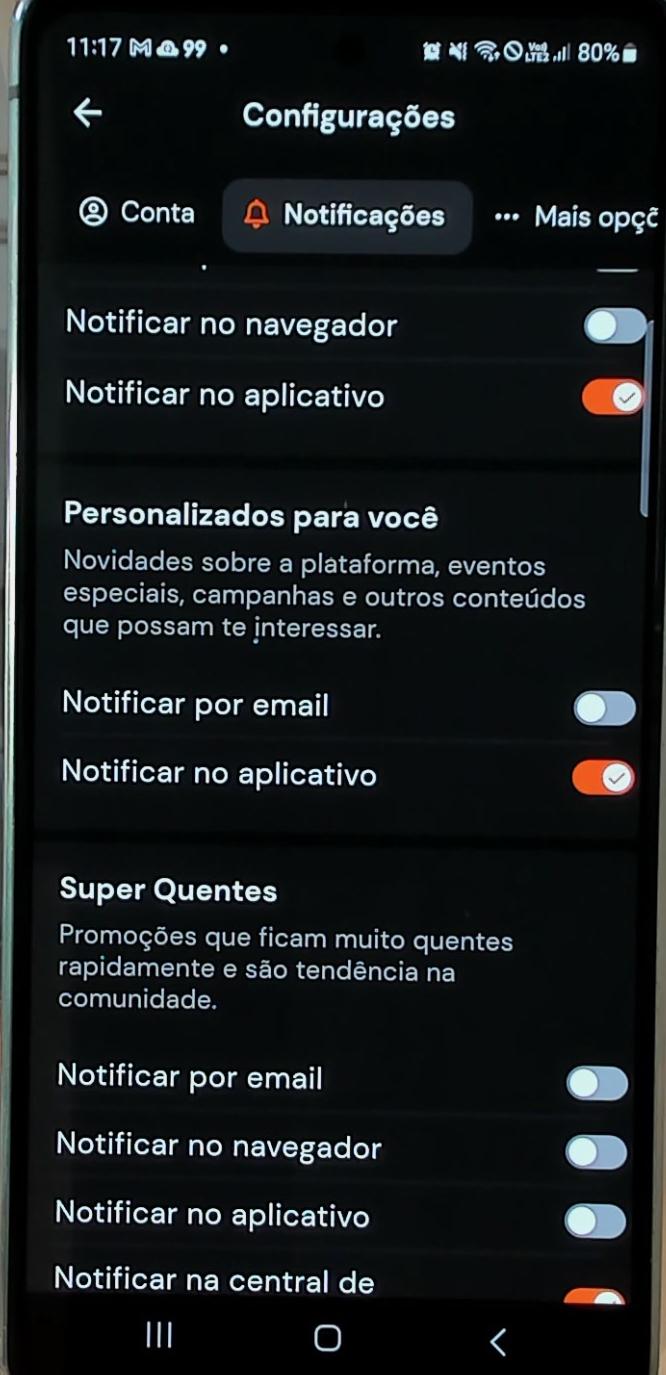 11:17 M 99 •
Vo)) LTE2 80%
Configurações
Conta
Notificações
Mais opçõ
Notificar no navegador
Notificar no aplicativo
Personalizados para você
Novidades sobre a plataforma, eventos
especiais, campanhas e outros conteúdos
que possam te interessar.
Notificar por email
Notificar no aplicativo
Super Quentes
Promoções que ficam muito quentes
rapidamente e são tendência na
comunidade.
Notificar por email
Notificar no navegador
Notificar no aplicativo
Notificar na central de